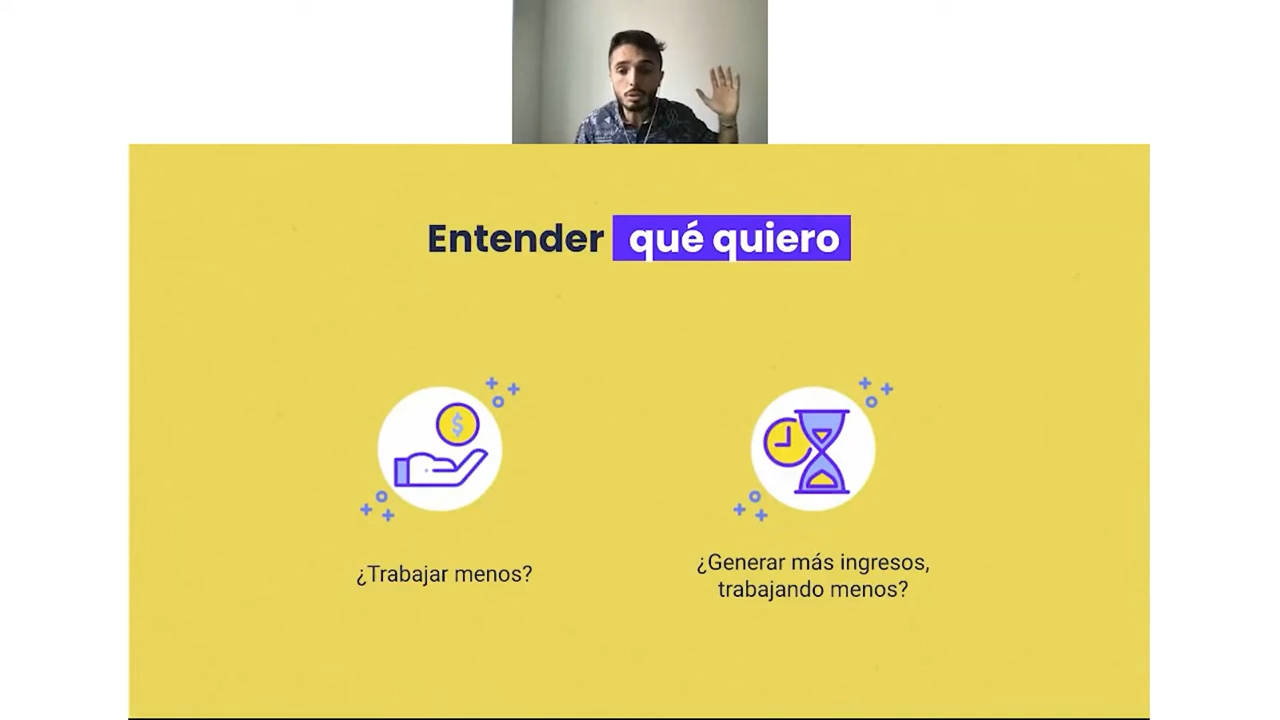 Entender qué quiero
$
¿Trabajar menos?
¿Generar más ingresos,
trabajando menos?